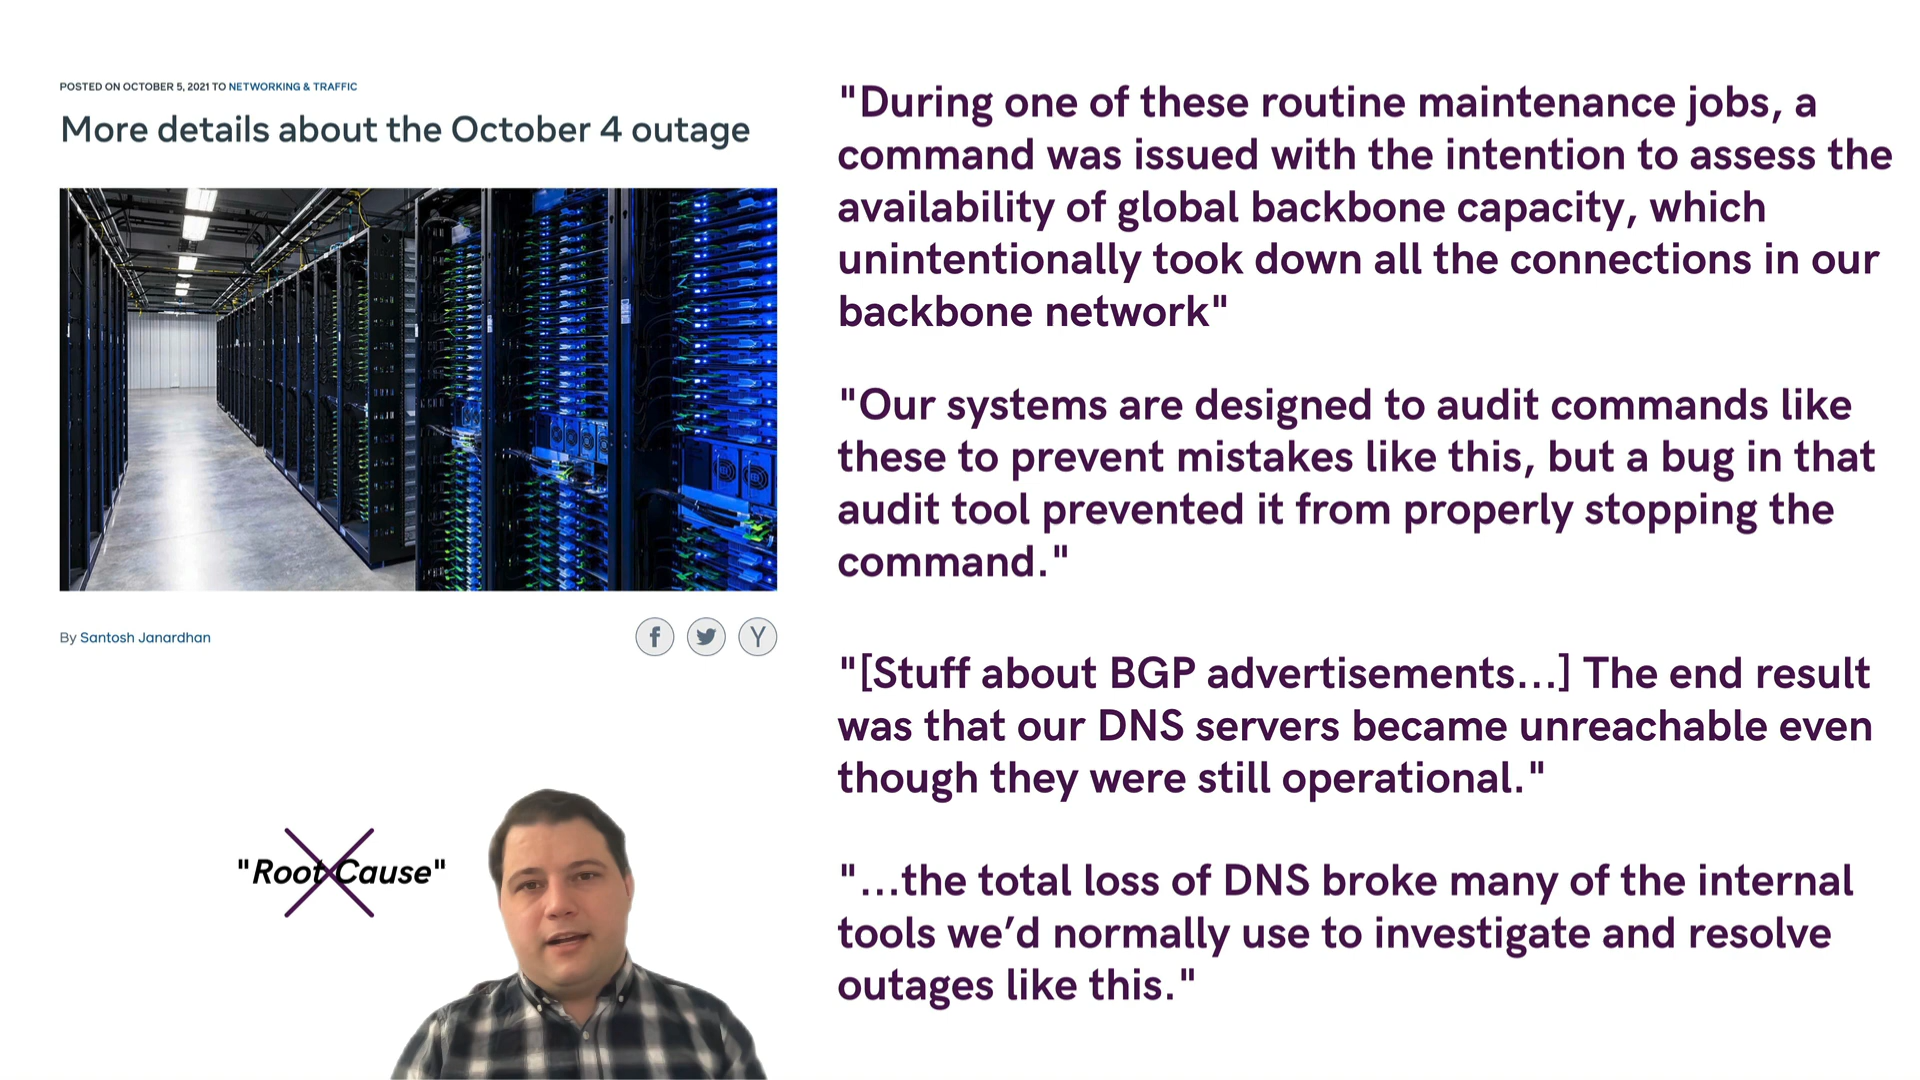 POSTED ON OCTOBER 5, 2021 TO NETWORKING & TRAFFIC
More details about the October 4 outage
By Santosh Janardhan
"Root Cause"
"During one of these routine maintenance jobs, a
command was issued with the intention to assess the
availability of global backbone capacity, which
unintentionally took down all the connections in our
backbone network"
"Our systems are designed to audit commands like
these to prevent mistakes like this, but a bug in that
audit tool prevented it from properly stopping the
command."
"[Stuff about BGP advertisements...] The end result
was that our DNS servers became unreachable even
though they were still operational."
"...the total loss of DNS broke many of the internal
tools we’d normally use to investigate and resolve
outages like this."